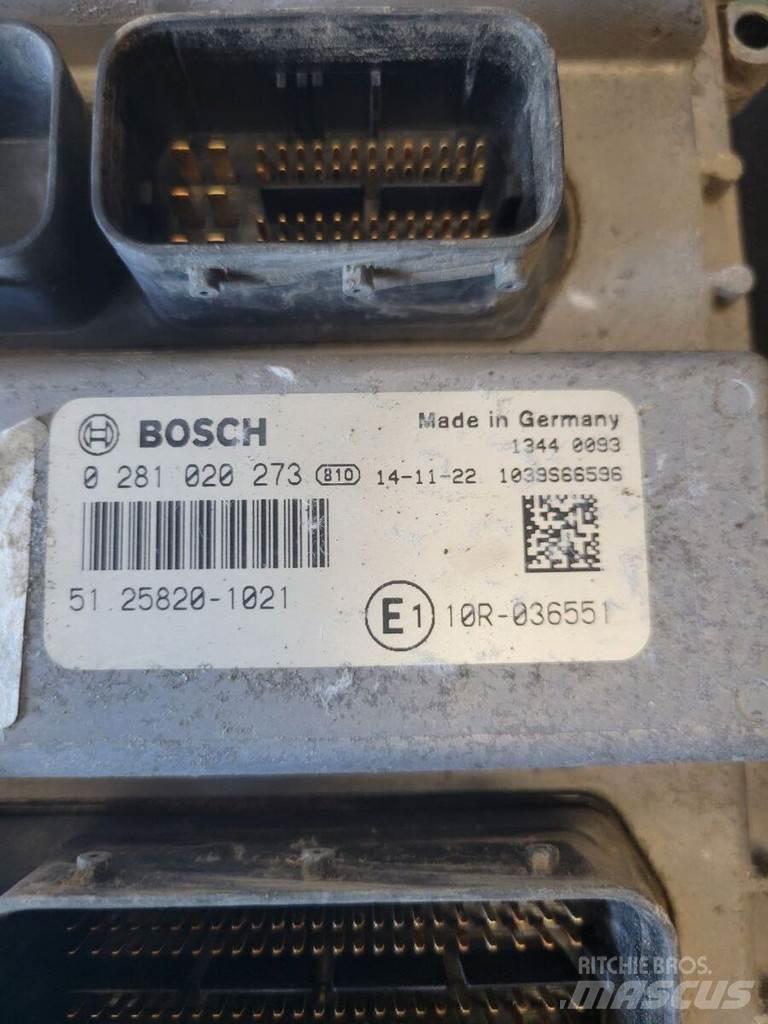 BOSCH
Made in Germany
1344 0093
0 281 020 273 810 14-11-22 1039S66596
51 25820-1021
E1 10R-036551
RITCHIE BROS.
MASCUS